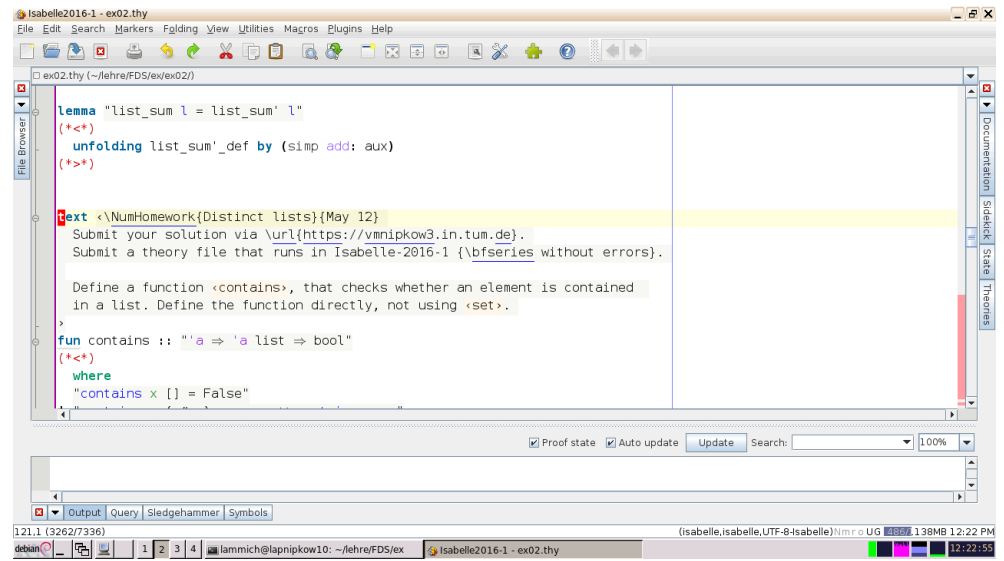 Isabelle2016-1 - ex02.thy
File Edit Search Markers Folding View Utilities Macros Plugins Help
ex02.thy (~/lehre/FDS/ex/ex02/)
File Browser
Documentation
Sidekick
State
Theories
lemma "list_sum l = list_sum' l"
(*<*)
unfolding list_sum'_def by (simp add: aux)
(*>*)
text ‹\NumHomework{Distinct lists}{May 12}
Submit your solution via \url{https://vmnipkow3.in.tum.de}.
Submit a theory file that runs in Isabelle-2016-1 {\bfseries without errors}.
Define a function ‹contains›, that checks whether an element is contained
in a list. Define the function directly, not using ‹set›.
›
fun contains :: "'a ⇒ 'a list ⇒ bool"
(*<*)
where
"contains x [] = False"
Proof state Auto update Update Search: 100%
Output Query Sledgehammer Symbols
121,1 (3262/7336) (isabelle,isabelle,UTF-8-Isabelle)Nmro UG 138MB 12:22 PM
debian 1 2 3 4 lammich@lapnipkow10: ~/lehre/FDS/ex Isabelle2016-1 - ex02.thy 12:22:55